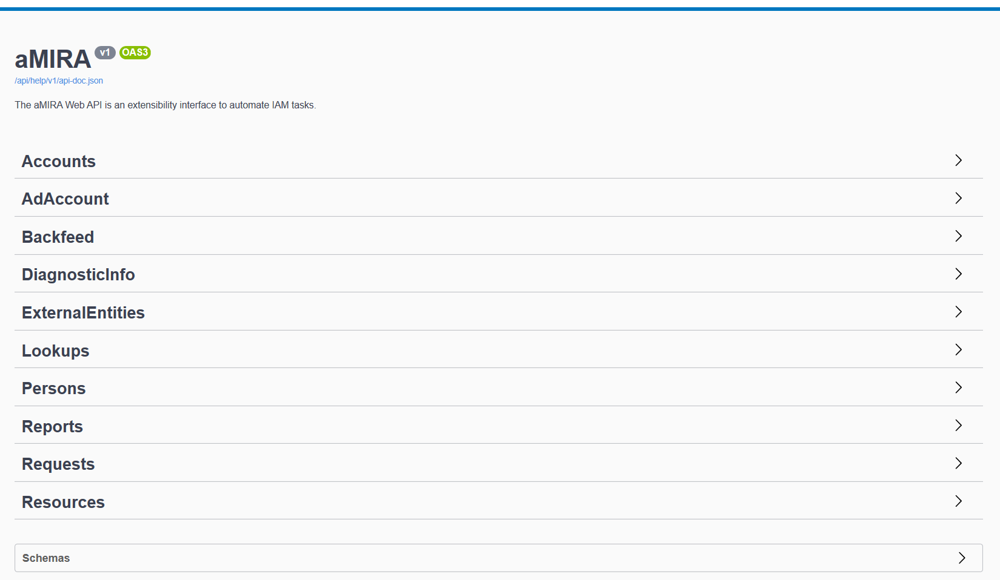 aMIRA v1 OAS3
/api/help/v1/api-doc.json
The aMIRA Web API is an extensibility interface to automate IAM tasks.
Accounts
AdAccount
Backfeed
DiagnosticInfo
ExternalEntities
Lookups
Persons
Reports
Requests
Resources
Schemas